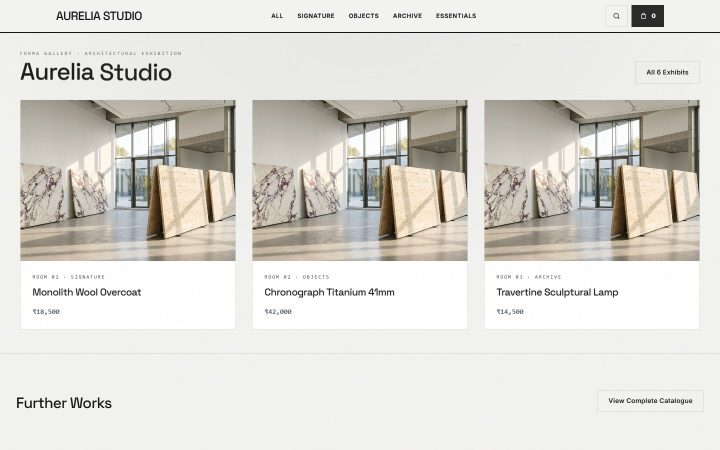 AURELIA STUDIO
ALL SIGNATURE OBJECTS ARCHIVE ESSENTIALS
0
FORMA GALLERY · ARCHITECTURAL EXHIBITION
Aurelia Studio
All 6 Exhibits
ROOM 01 · SIGNATURE
Monolith Wool Overcoat
₹18,500
ROOM 02 · OBJECTS
Chronograph Titanium 41mm
₹42,000
ROOM 03 · ARCHIVE
Travertine Sculptural Lamp
₹14,500
Further Works
View Complete Catalogue